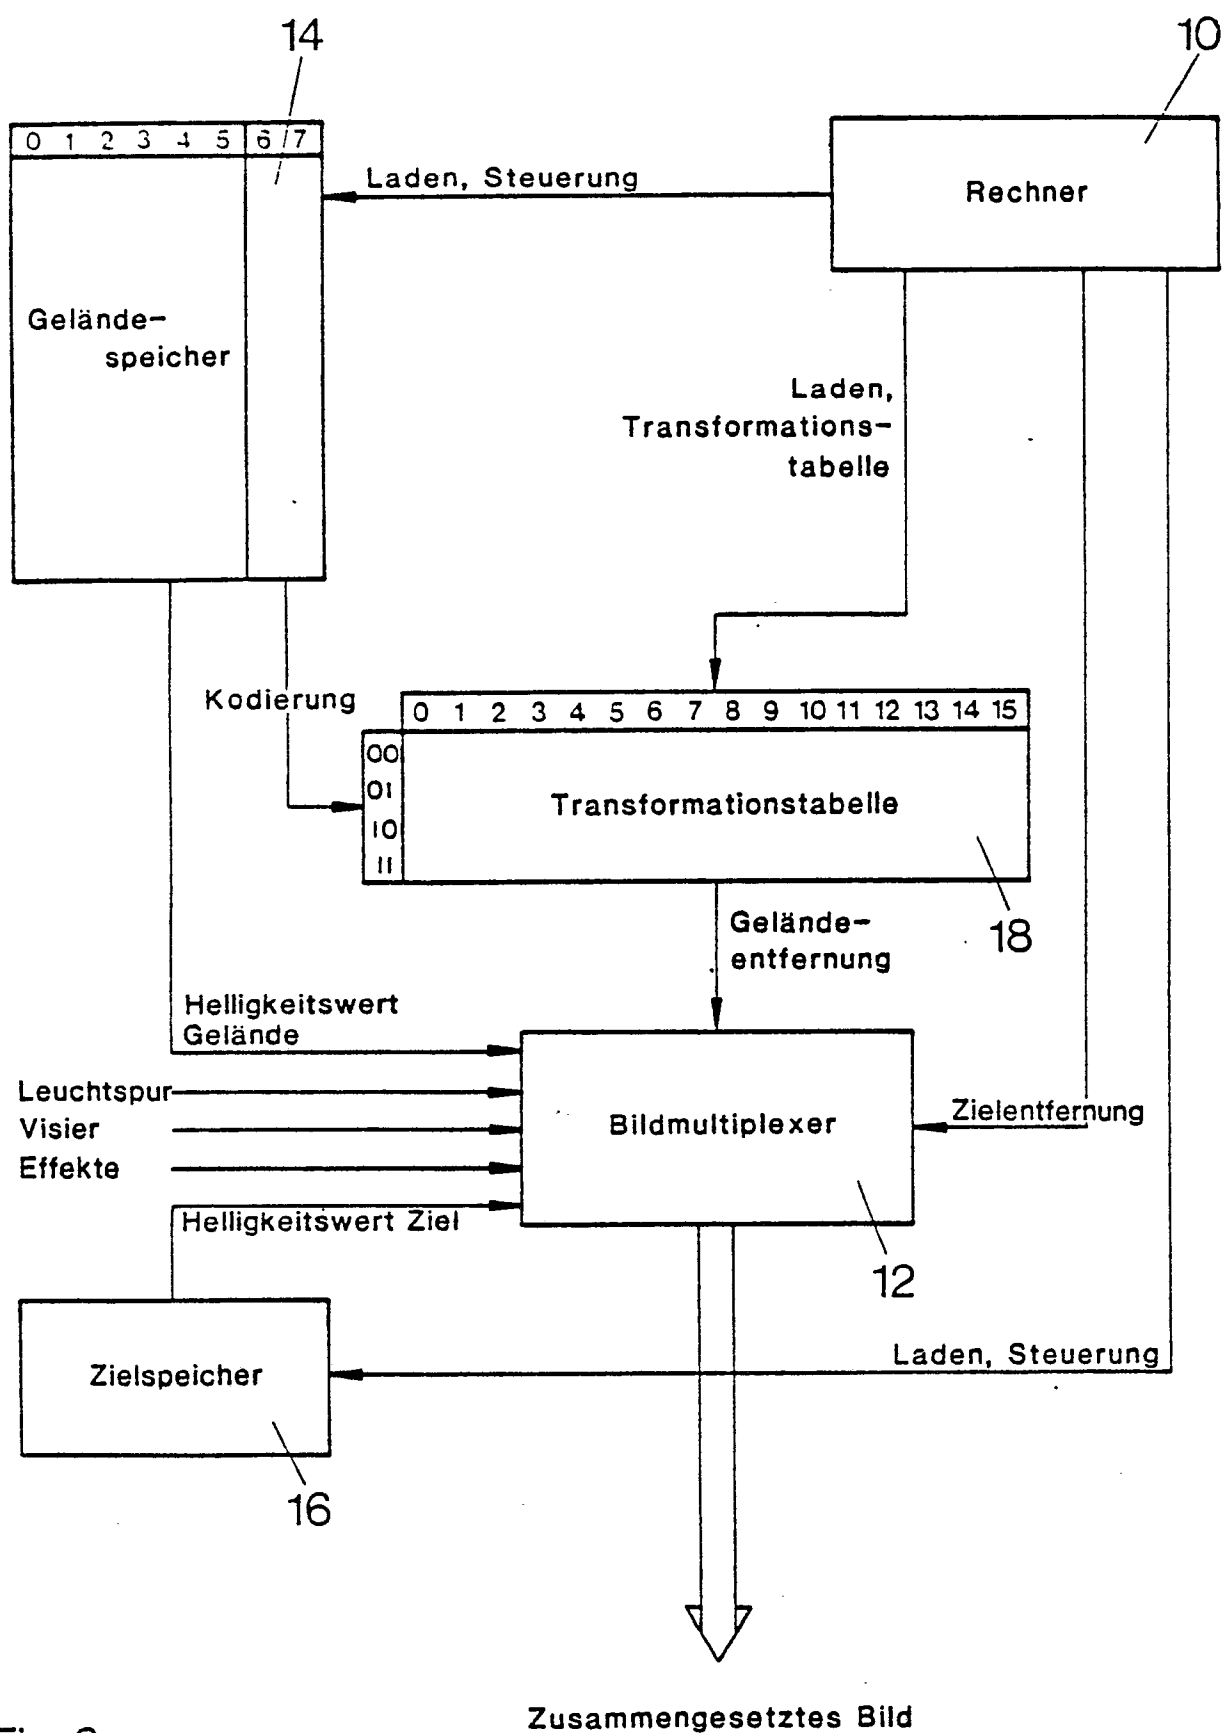 14
10
0 1 2 3 4 5 6 7
Laden, Steuerung
Rechner
Gelände-
speicher
Laden,
Transformations-
tabelle
Kodierung
0 1 2 3 4 5 6 7 8 9 10 11 12 13 14 15
00
01
10
11
Transformationstabelle
18
Gelände-
entfernung
Helligkeitswert
Gelände
Leuchtspur
Visier
Effekte
Bildmultiplexer
Zielentfernung
Helligkeitswert Ziel
12
Zielspeicher
Laden, Steuerung
16
Zusammengesetztes Bild